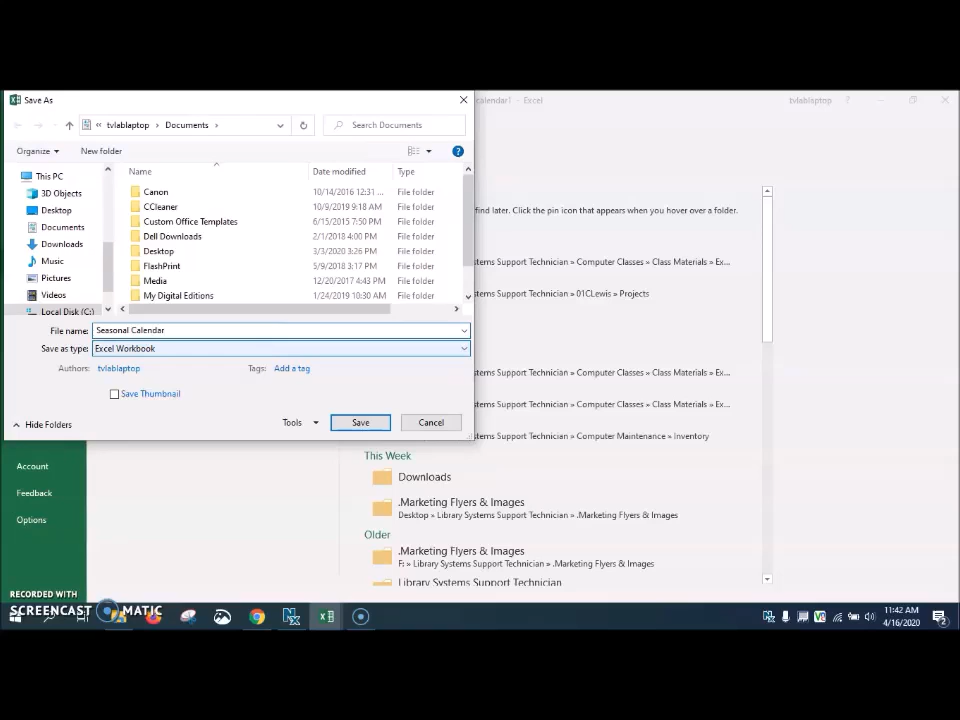 Save As
calendar1 - Excel
tvlablaptop
?
« tvlablaptop > Documents >
Search Documents
Organize
New folder
?
Name
Date modified
Type
This PC
3D Objects
Desktop
Documents
Downloads
Music
Pictures
Videos
Local Disk (C:)
Canon 10/14/2016 12:31 ... File folder
CCleaner 10/9/2019 9:18 AM File folder
Custom Office Templates 6/15/2015 7:50 PM File folder
Dell Downloads 2/1/2018 4:00 PM File folder
Desktop 3/3/2020 3:26 PM File folder
FlashPrint 5/9/2018 3:17 PM File folder
Media 12/20/2017 4:43 PM File folder
My Digital Editions 1/24/2019 10:30 AM File folder
File name: Seasonal Calendar
Save as type: Excel Workbook
Authors: tvlablaptop
Tags: Add a tag
Save Thumbnail
Hide Folders
Tools
Save
Cancel
find later. Click the pin icon that appears when you hover over a folder.
stems Support Technician » Computer Classes » Class Materials » Ex...
stems Support Technician » 01CLewis » Projects
stems Support Technician » Computer Classes » Class Materials » Ex...
stems Support Technician » Computer Classes » Class Materials » Ex...
stems Support Technician » Computer Maintenance » Inventory
This Week
Downloads
.Marketing Flyers & Images
Desktop » Library Systems Support Technician » .Marketing Flyers & Images
Older
.Marketing Flyers & Images
F: » Library Systems Support Technician » .Marketing Flyers & Images
Library Systems Support Technician
Account
Feedback
Options
RECORDED WITH
SCREENCAST MATIC
11:42 AM
4/16/2020
2